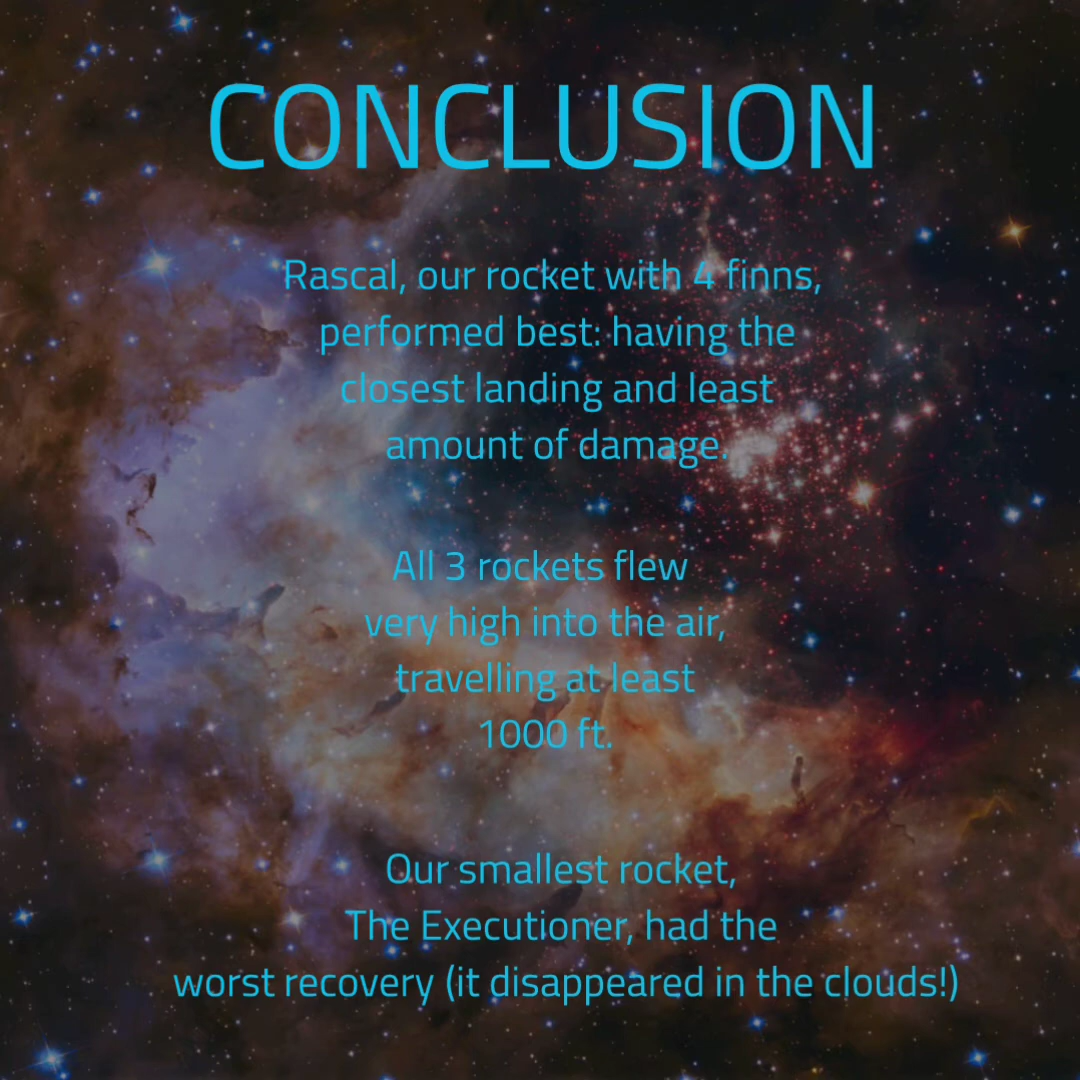 CONCLUSION
Rascal, our rocket with 4 finns,
performed best: having the
closest landing and least
amount of damage.
All 3 rockets flew
very high into the air,
travelling at least
1000 ft.
Our smallest rocket,
The Executioner, had the
worst recovery (it disappeared in the clouds!)